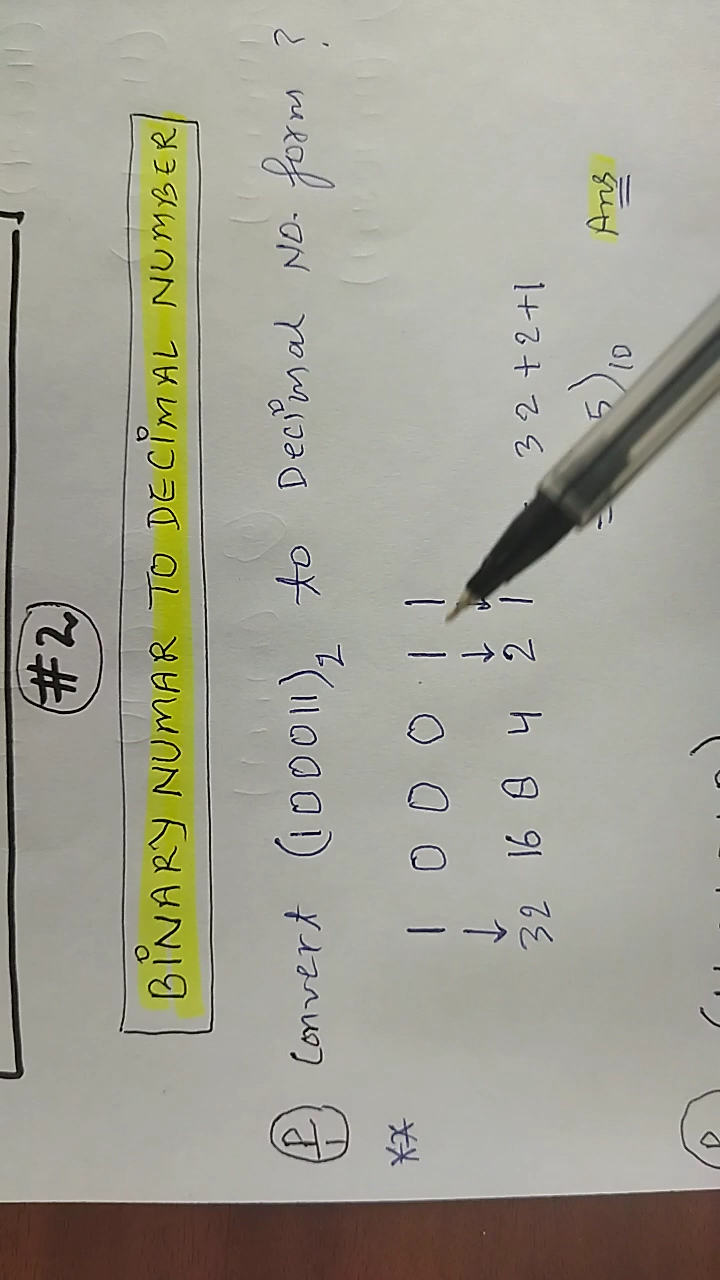 #2
BINARY NUMAR TO DECIMAL NUMBER
P1 Convert (100011)2 to Decimal NO. form ?
** 1 0 0 0 1 1
↓ ↓ ↓
32 16 8 4 2 1 32 + 2 + 1
= 5)10 Ans